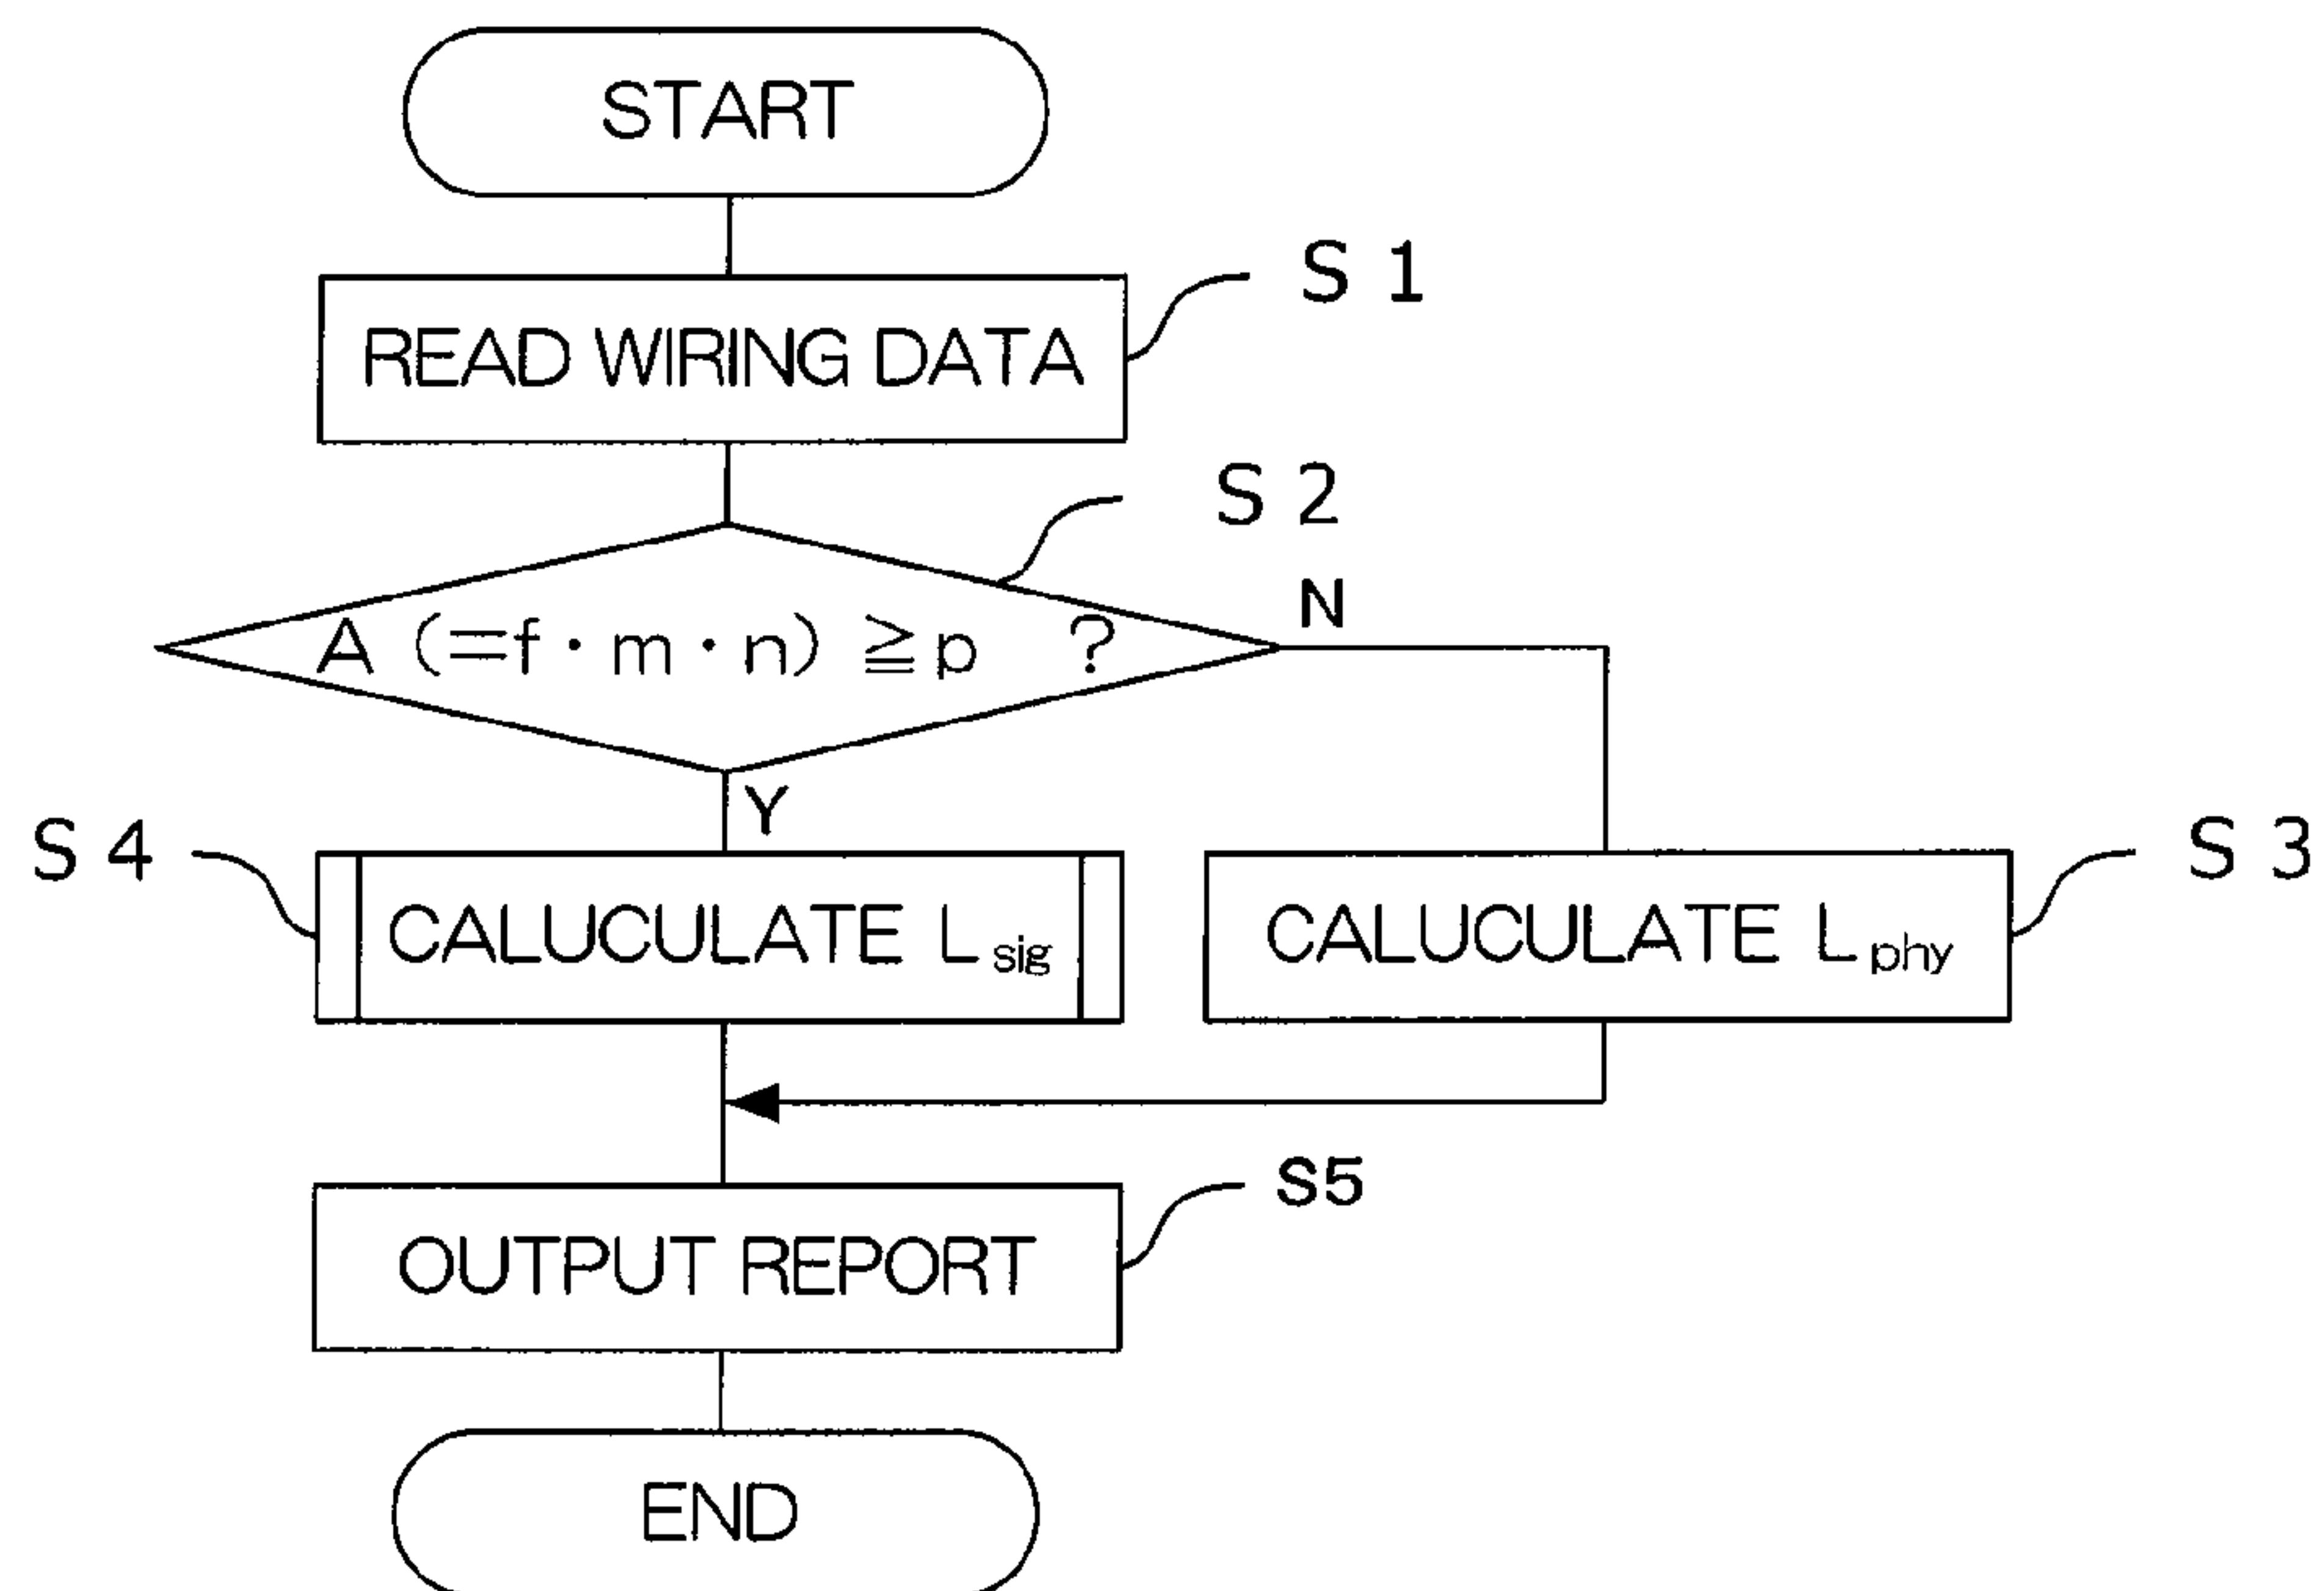 START
S 1
READ WIRING DATA
S 2
N
A (=f・m・n) ≧p ?
Y
S 4
CALUCULATE L sig
CALUCULATE L phy
S 3
S5
OUTPUT REPORT
END